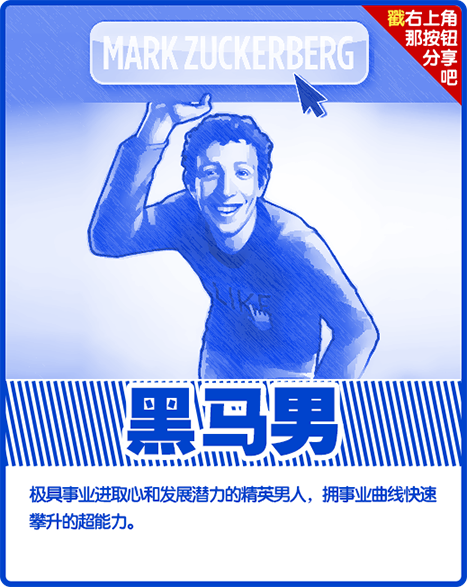 MARK ZUCKERBERG
戳右上角
那按钮
分享
吧
LIKE
黑马男
极具事业进取心和发展潜力的精英男人，拥事业曲线快速
攀升的超能力。